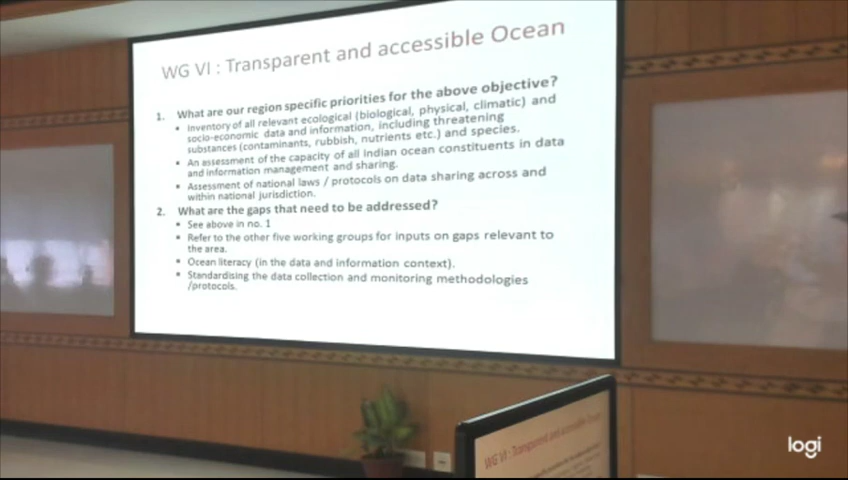 WG VI : Transparent and accessible Ocean
1. What are our region specific priorities for the above objective?
• Inventory of all relevant ecological (biological, physical, climatic) and
socio-economic data and information, including threatening
substances (contaminants, rubbish, nutrients etc.) and species.
• An assessment of the capacity of all Indian ocean constituents in data
and information management and sharing.
• Assessment of national laws / protocols on data sharing across and
within national jurisdiction.
2. What are the gaps that need to be addressed?
• See above in no. 1
• Refer to the other five working groups for inputs on gaps relevant to
the area.
• Ocean literacy (in the data and information context).
• Standardising the data collection and monitoring methodologies
/protocols.
WG VI : Transparent and accessible Ocean
logi